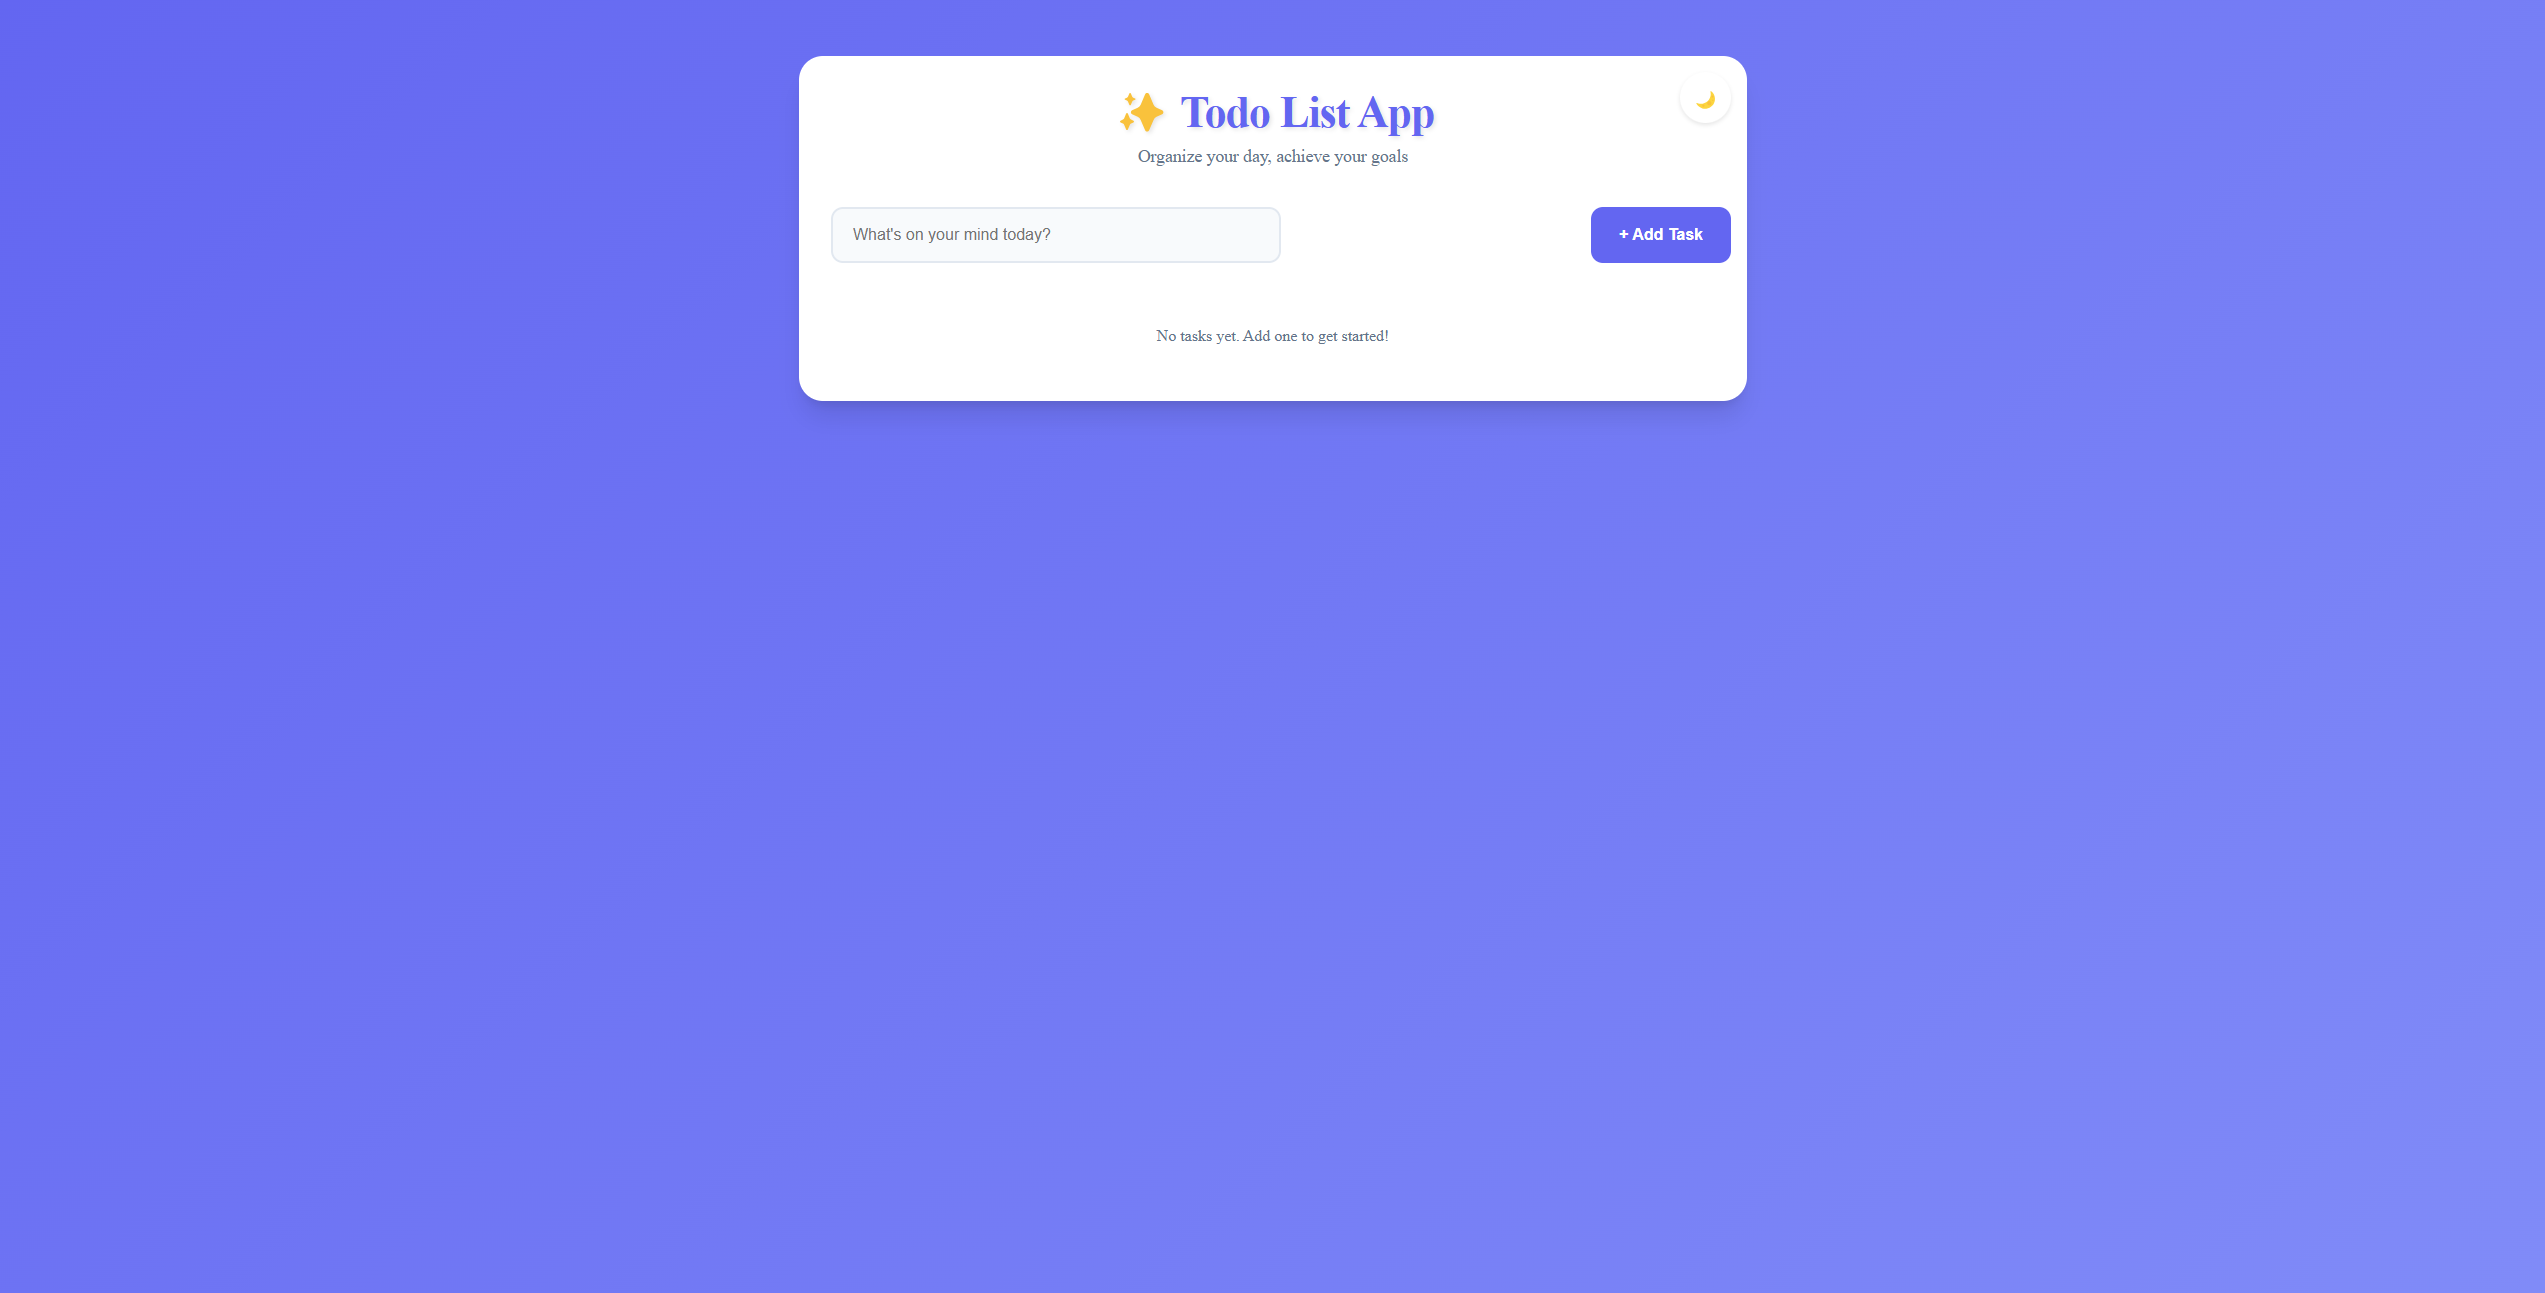 ✨ Todo List App
Organize your day, achieve your goals
What's on your mind today?
+ Add Task
No tasks yet. Add one to get started!